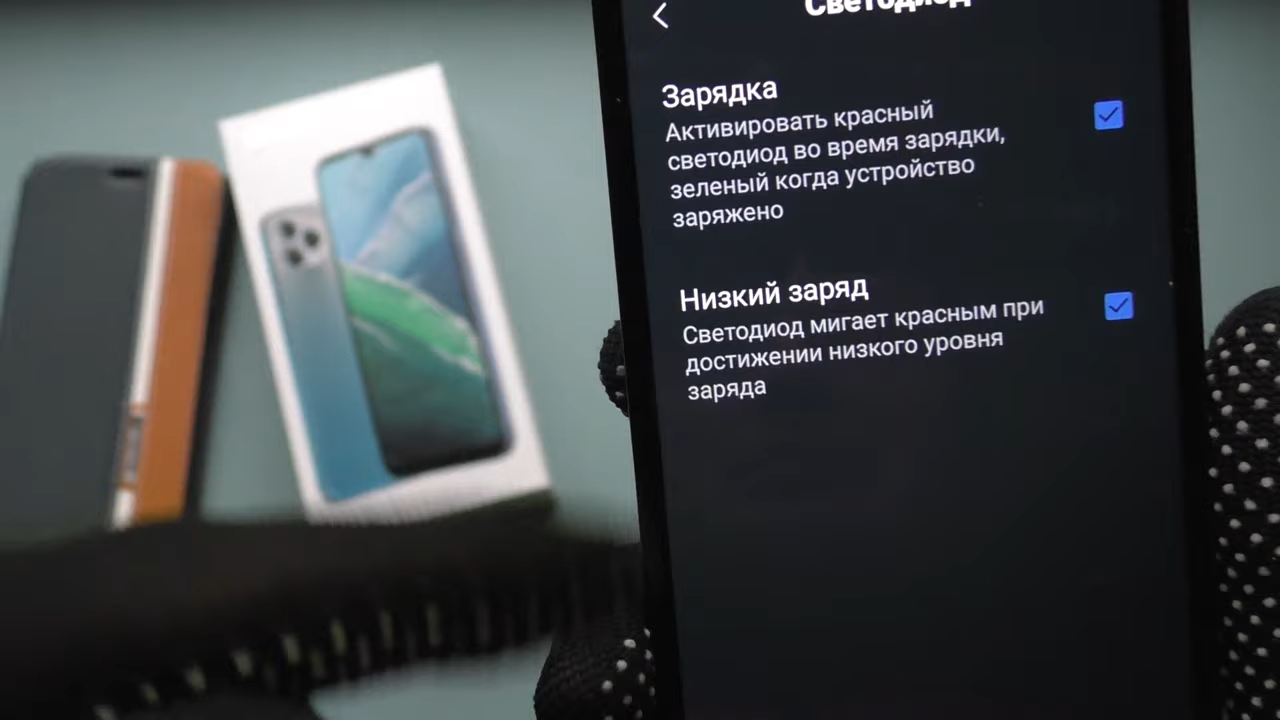 Светодиод
Зарядка
Активировать красный
светодиод во время зарядки,
зеленый когда устройство
заряжено
Низкий заряд
Светодиод мигает красным при
достижении низкого уровня
заряда